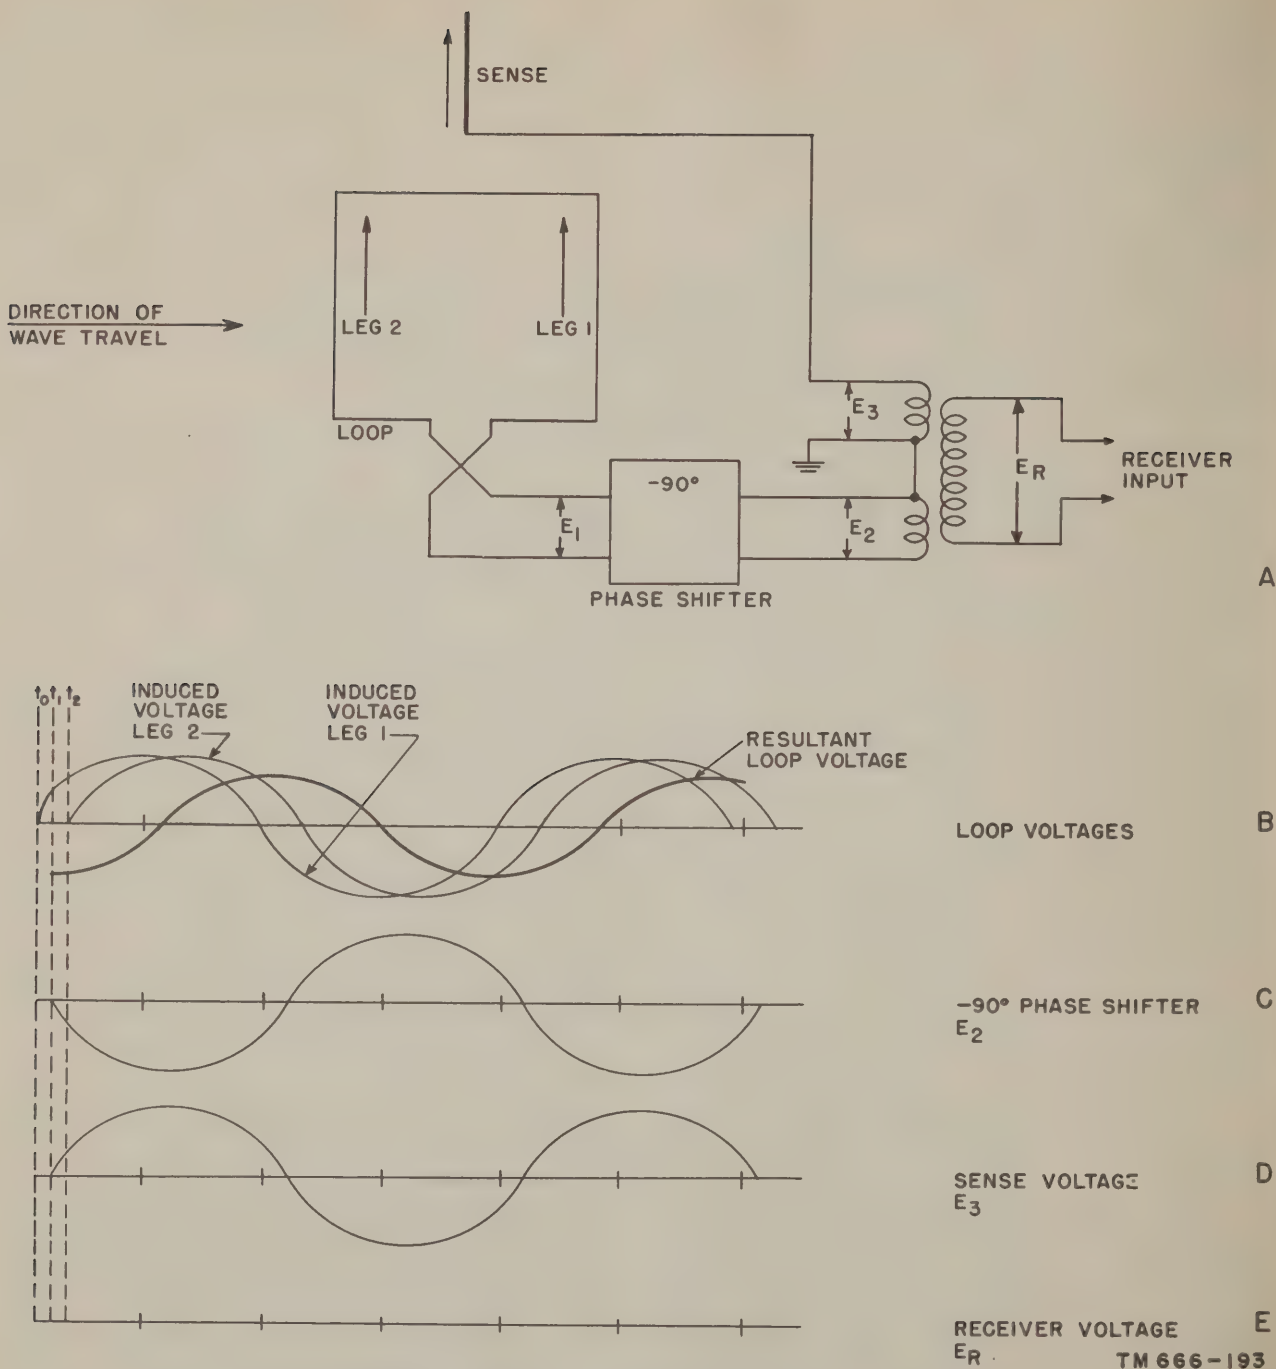 SENSE
DIRECTION OF
WAVE TRAVEL
LEG 2
LEG 1
LOOP
E3
-90°
E1
E2
ER
RECEIVER
INPUT
PHASE SHIFTER
A
t0 t1 t2
INDUCED
VOLTAGE
LEG 2
INDUCED
VOLTAGE
LEG 1
RESULTANT
LOOP VOLTAGE
LOOP VOLTAGES
B
-90° PHASE SHIFTER
E2
C
SENSE VOLTAGE
E3
D
RECEIVER VOLTAGE
ER
E
TM 666-193